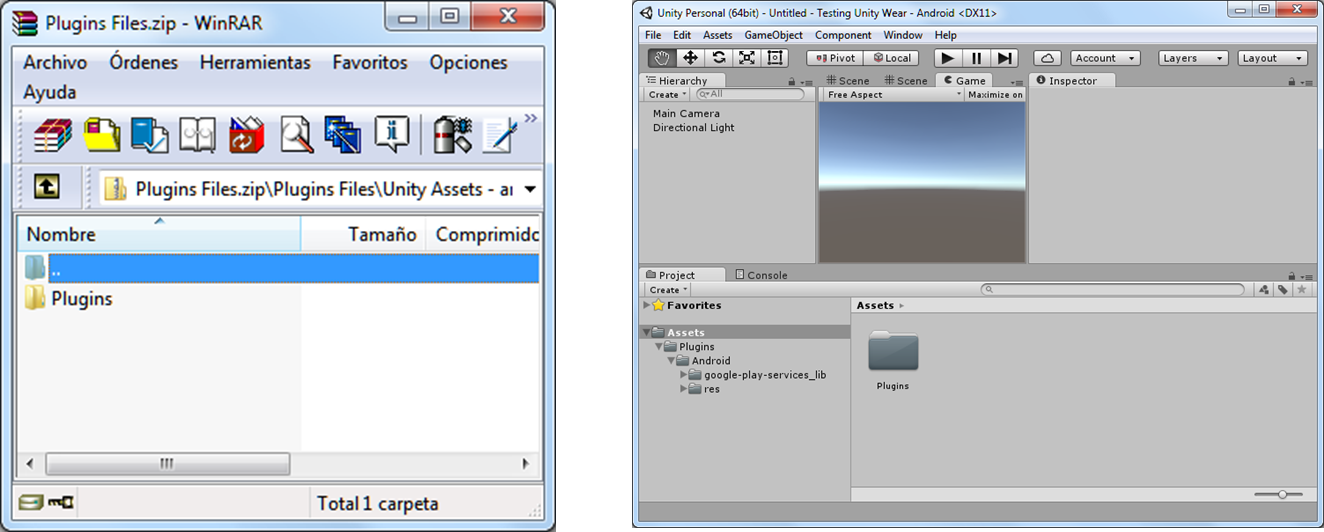 Plugins Files.zip - WinRAR
Archivo Órdenes Herramientas Favoritos Opciones
Ayuda
Plugins Files.zip\Plugins Files\Unity Assets - ar
Nombre Tamaño Comprimido
..
Plugins
Total 1 carpeta
Unity Personal (64bit) - Untitled - Testing Unity Wear - Android <DX11>
File Edit Assets GameObject Component Window Help
Pivot Local Account Layers Layout
Hierarchy Scene Scene Game Inspector
Create All Free Aspect Maximize on
Main Camera
Directional Light
Project Console
Create
Favorites Assets
Assets
Plugins
Android
google-play-services_lib
res
Plugins